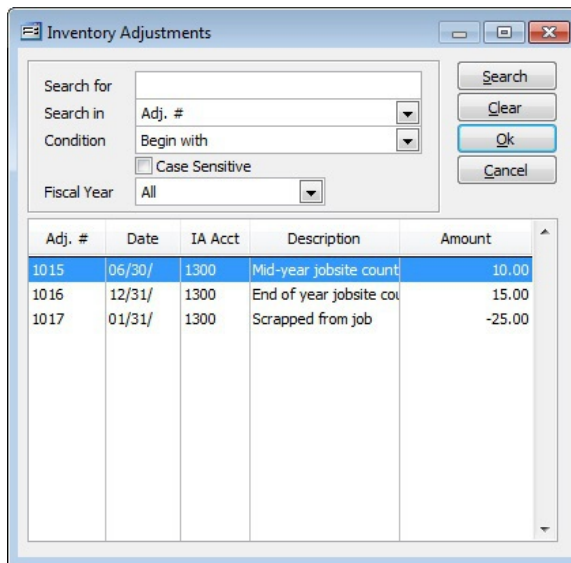 Inventory Adjustments
Search for
Search
Search in Adj. #
Clear
Condition Begin with
Ok
Case Sensitive
Cancel
Fiscal Year All
Adj. # Date IA Acct Description Amount
1015 06/30/ 1300 Mid-year jobsite count 10.00
1016 12/31/ 1300 End of year jobsite cou 15.00
1017 01/31/ 1300 Scrapped from job -25.00